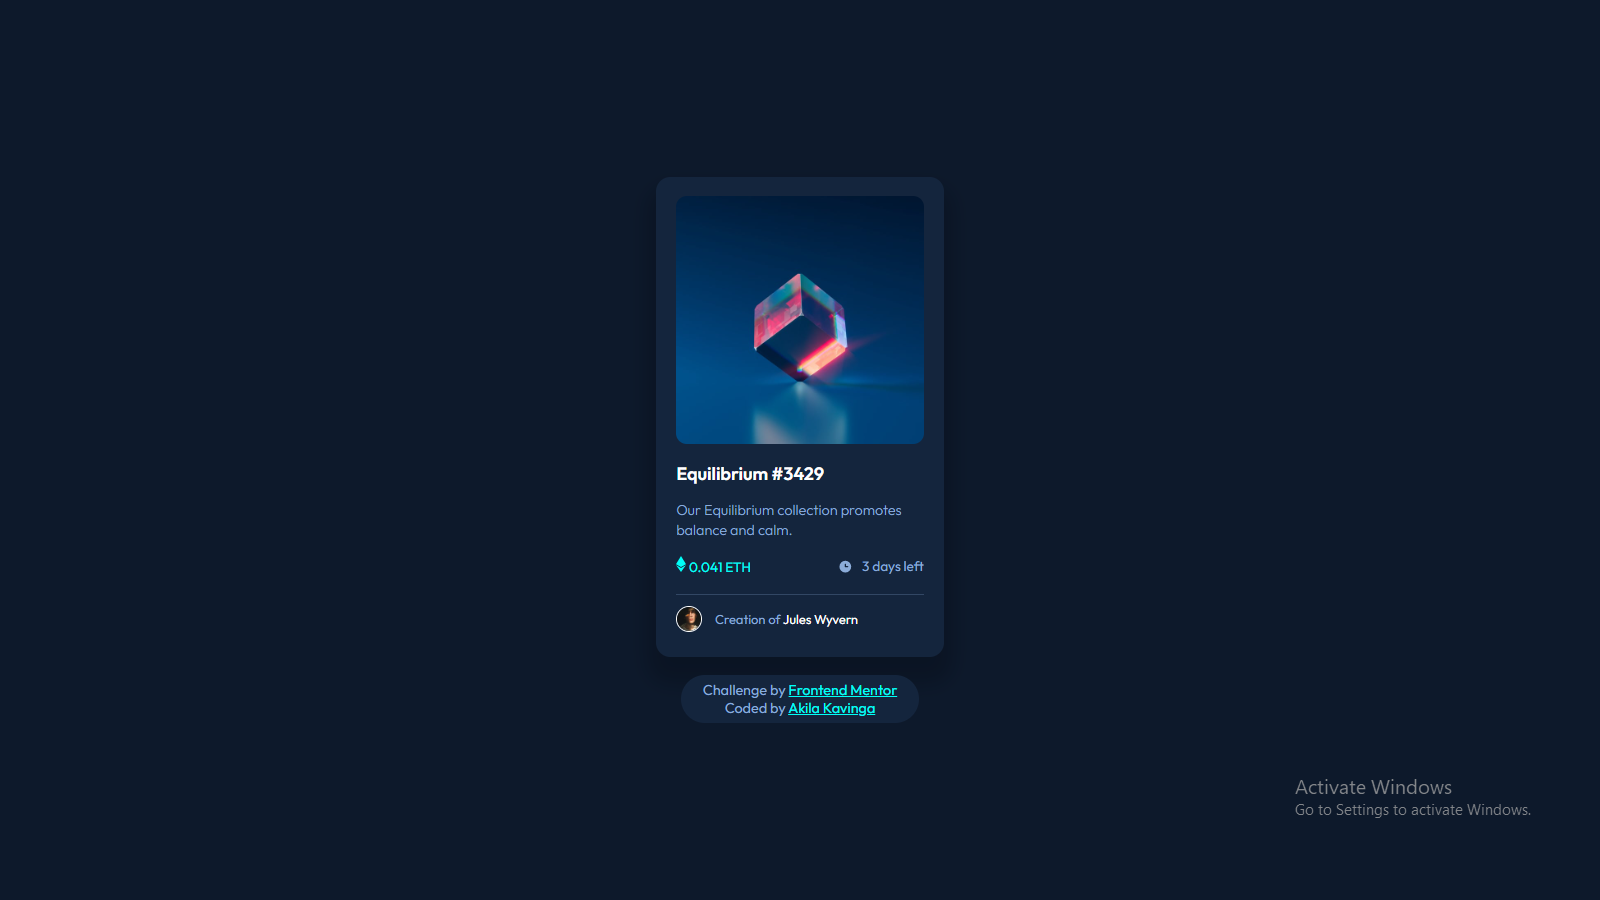 Equilibrium #3429
Our Equilibrium collection promotes
balance and calm.
0.041 ETH
3 days left
Creation of Jules Wyvern
Challenge by Frontend Mentor
Coded by Akila Kavinga
Activate Windows
Go to Settings to activate Windows.